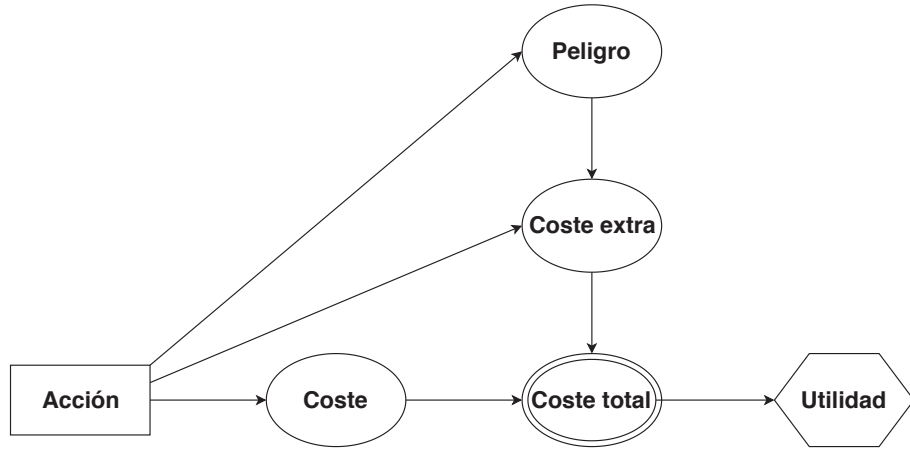 Peligro
Coste extra
Acción
Coste
Coste total
Utilidad